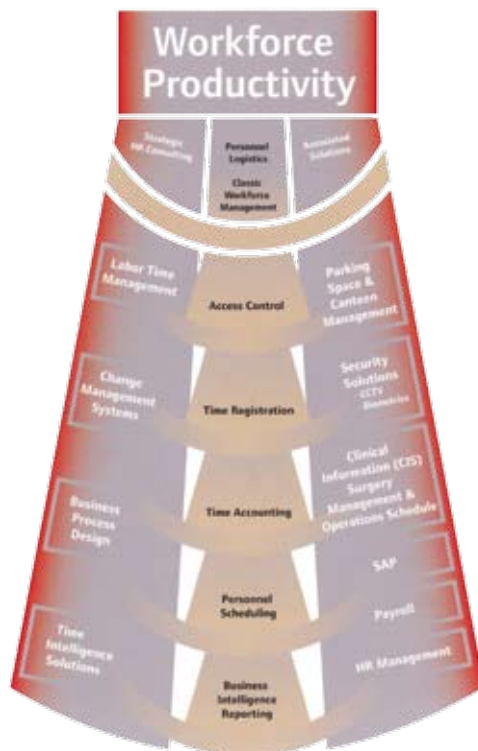 Workforce
Productivity
Strategic
HR Consulting
Personnel
Logistics
Classic
Workforce
Management
Associated
Solutions
Labor Time
Management
Access Control
Parking
Space &
Canteen
Management
Change
Management
Systems
Time Registration
Security
Solutions
CCTV
Biometrics
Business
Process
Design
Time Accounting
Clinical
Information (CIS)
Surgery
Management &
Operations Schedule
SAP
Personnel
Scheduling
Payroll
Time
Intelligence
Solutions
Business
Intelligence
Reporting
HR Management